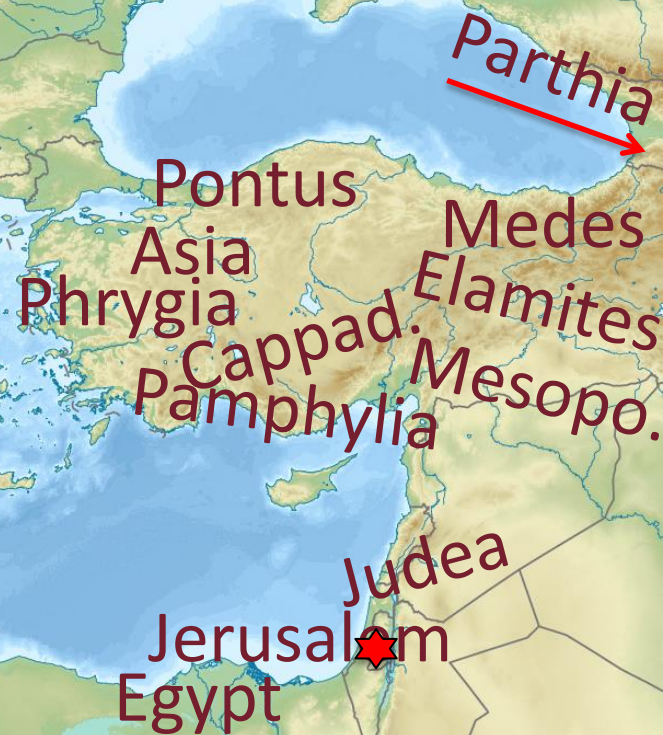 Parthia
Pontus
Medes
Asia
Elamites
Phrygia
Cappad.
Mesopo.
Pamphylia
Judea
Jerusalem
Egypt